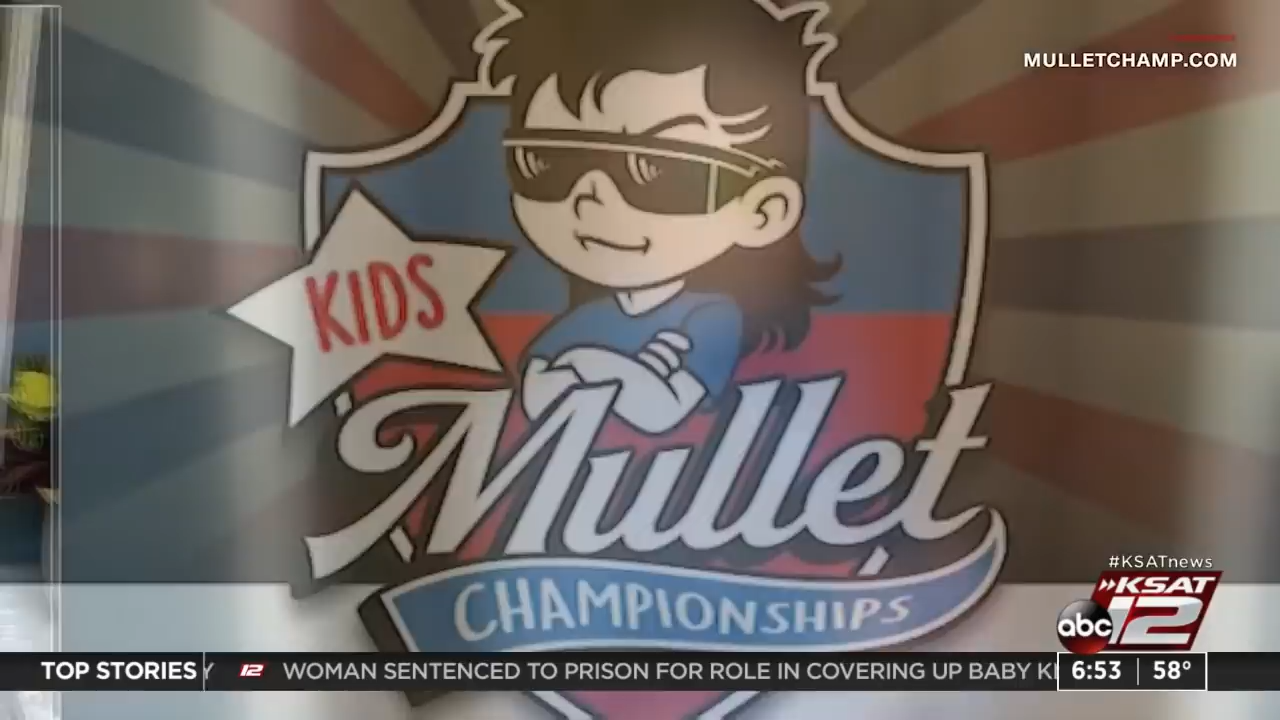 MULLETCHAMP.COM
KIDS
Mullet
CHAMPIONSHIPS
#KSATnews
KSAT
abc 12
TOP STORIES Y 12 WOMAN SENTENCED TO PRISON FOR ROLE IN COVERING UP BABY 6:53 58°